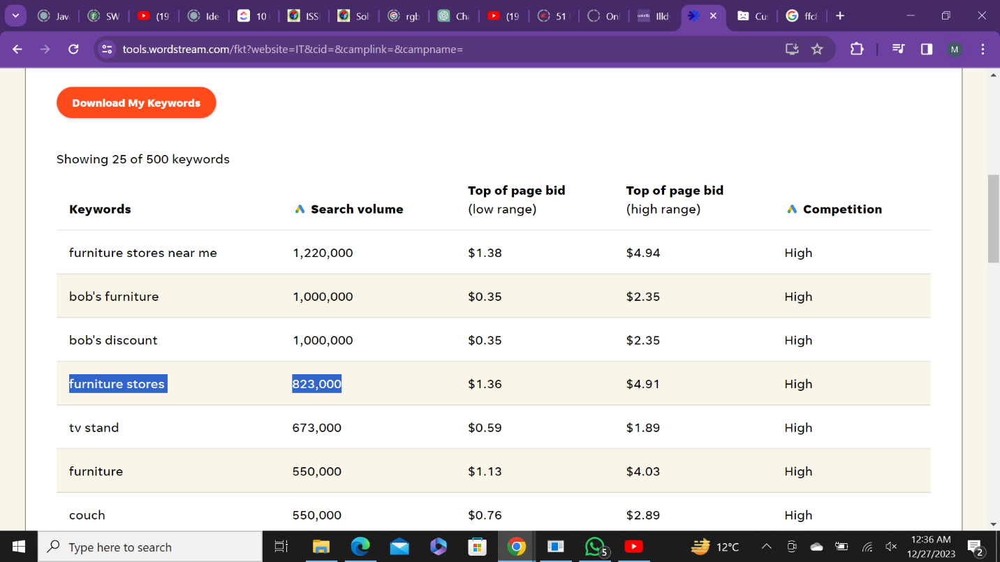 Jav
SW
(19
Ide
10
ISS
Sol
rgb
Cha
(19
51
On
colorlib.
Illd
Cus
ffc8
tools.wordstream.com/fkt?website=IT&cid=&camplink=&campname=
M
Download My Keywords
Showing 25 of 500 keywords
Keywords Search volume Top of page bid (low range) Top of page bid (high range) Competition
furniture stores near me 1,220,000 $1.38 $4.94 High
bob's furniture 1,000,000 $0.35 $2.35 High
bob's discount 1,000,000 $0.35 $2.35 High
furniture stores 823,000 $1.36 $4.91 High
tv stand 673,000 $0.59 $1.89 High
furniture 550,000 $1.13 $4.03 High
couch 550,000 $0.76 $2.89 High
Type here to search
5
12°C
12:36 AM
12/27/2023
2